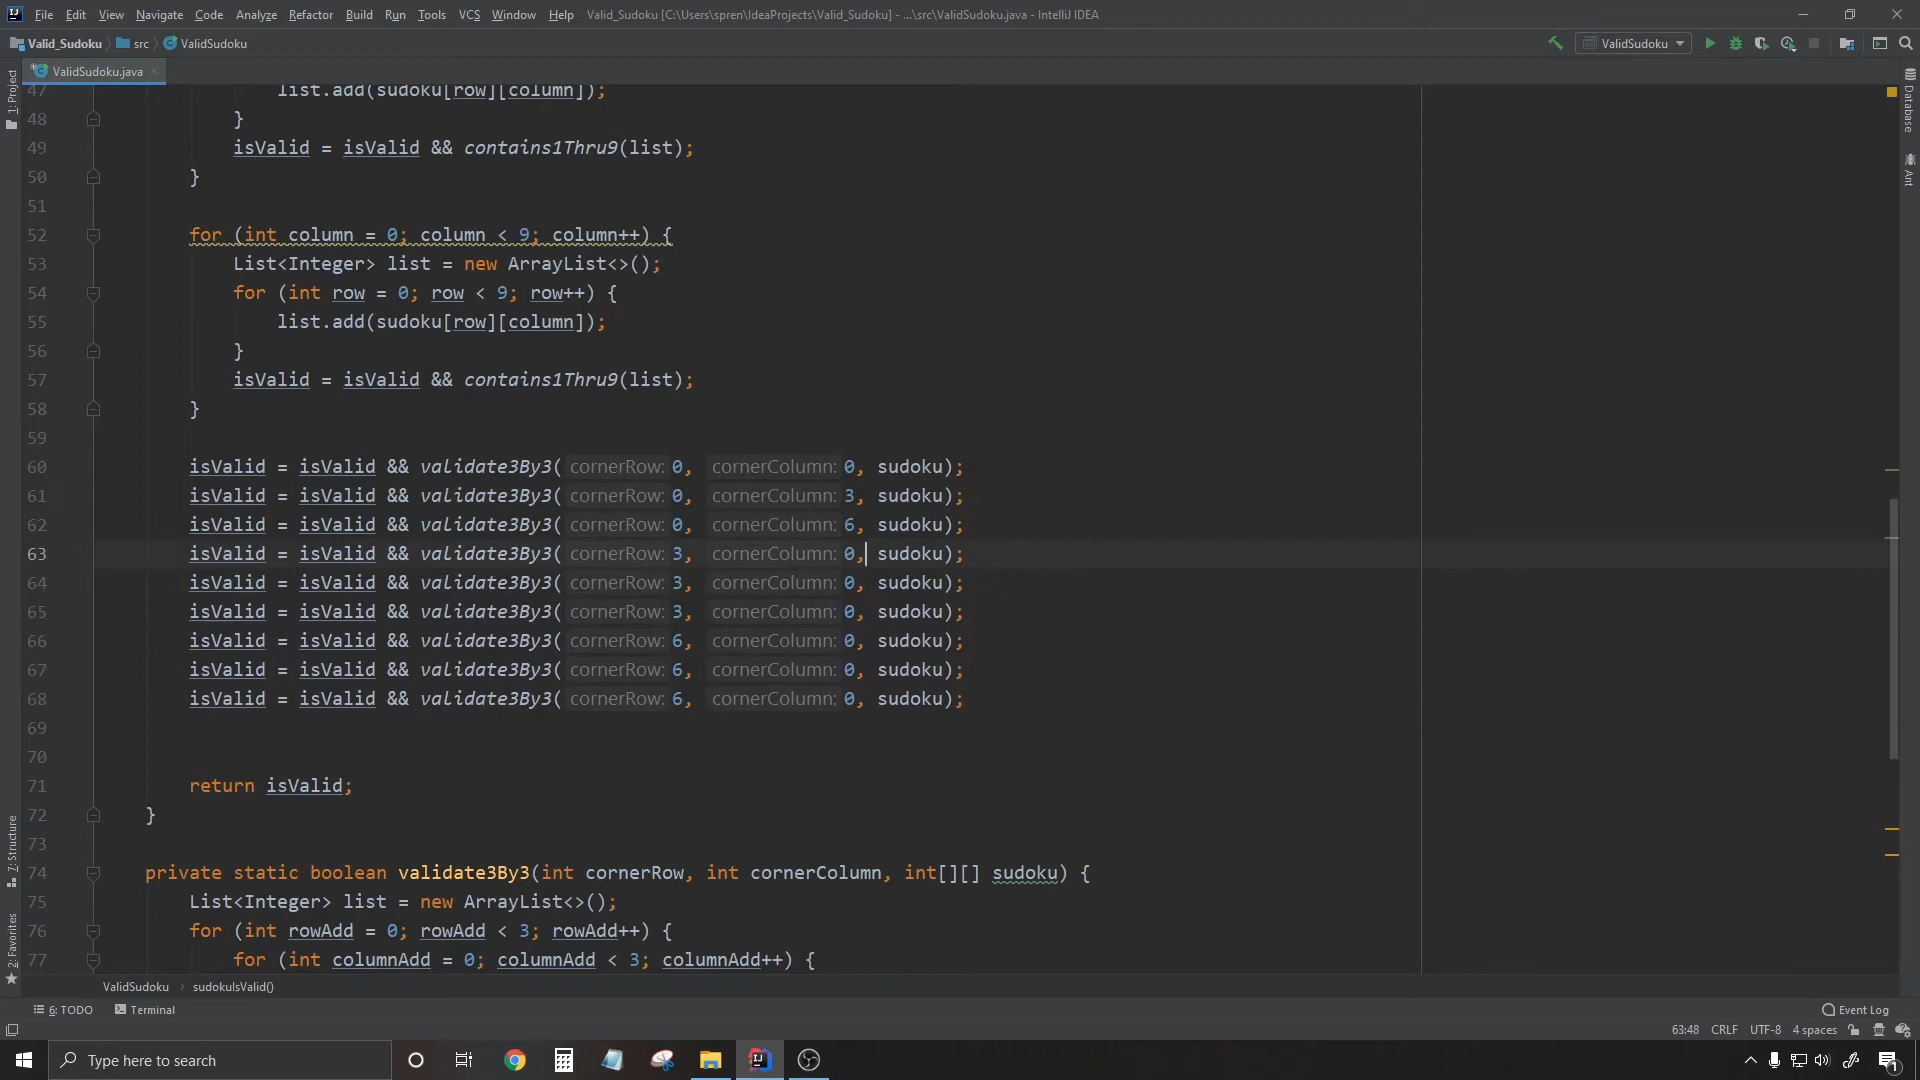 File Edit View Navigate Code Analyze Refactor Build Run Tools VCS Window Help Valid_Sudoku [C:\Users\spren\IdeaProjects\Valid_Sudoku] - ...\src\ValidSudoku.java - IntelliJ IDEA
Valid_Sudoku src ValidSudoku ValidSudoku
ValidSudoku.java
1: Project
Database
Ant
47 list.add(sudoku[row][column]);
48 }
49 isValid = isValid && contains1Thru9(list);
50 }
51
52 for (int column = 0; column < 9; column++) {
53 List<Integer> list = new ArrayList<>();
54 for (int row = 0; row < 9; row++) {
55 list.add(sudoku[row][column]);
56 }
57 isValid = isValid && contains1Thru9(list);
58 }
59
60 isValid = isValid && validate3By3( cornerRow: 0, cornerColumn: 0, sudoku);
61 isValid = isValid && validate3By3( cornerRow: 0, cornerColumn: 3, sudoku);
62 isValid = isValid && validate3By3( cornerRow: 0, cornerColumn: 6, sudoku);
63 isValid = isValid && validate3By3( cornerRow: 3, cornerColumn: 0, sudoku);
64 isValid = isValid && validate3By3( cornerRow: 3, cornerColumn: 0, sudoku);
65 isValid = isValid && validate3By3( cornerRow: 3, cornerColumn: 0, sudoku);
66 isValid = isValid && validate3By3( cornerRow: 6, cornerColumn: 0, sudoku);
67 isValid = isValid && validate3By3( cornerRow: 6, cornerColumn: 0, sudoku);
68 isValid = isValid && validate3By3( cornerRow: 6, cornerColumn: 0, sudoku);
69
70
71 return isValid;
72 }
73
74 private static boolean validate3By3(int cornerRow, int cornerColumn, int[][] sudoku) {
75 List<Integer> list = new ArrayList<>();
76 for (int rowAdd = 0; rowAdd < 3; rowAdd++) {
77 for (int columnAdd = 0; columnAdd < 3; columnAdd++) {
7: Structure
2: Favorites
ValidSudoku sudokuIsValid()
6: TODO Terminal Event Log
63:48 CRLF UTF-8 4 spaces
Type here to search
1